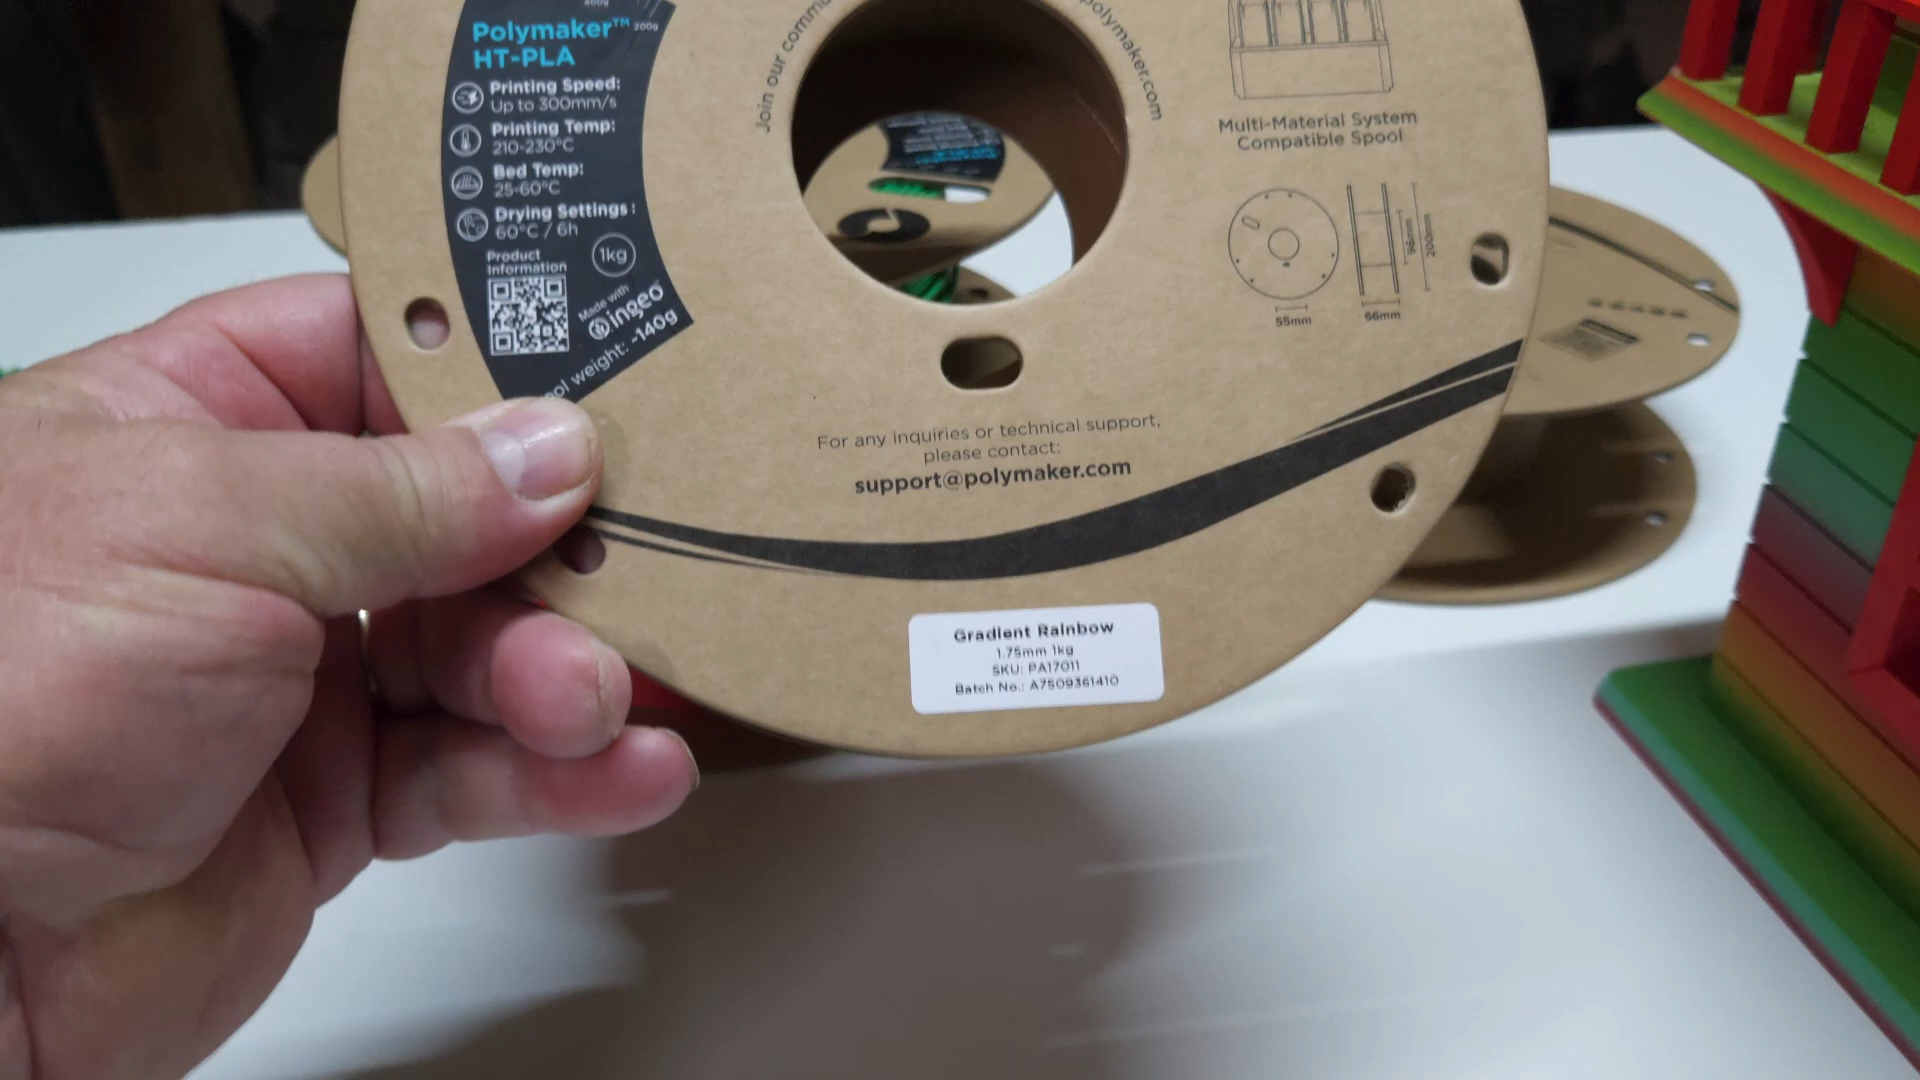 400g
Polymaker™ 200g
HT-PLA
Printing Speed:
Up to 300mm/s
Printing Temp:
210-230°C
Bed Temp:
25-60°C
Drying Settings:
60°C / 6h
Product
Information
1kg
Made with
ingeo
weight: ~140g
Join our
polymaker.com
Multi-Material System
Compatible Spool
96mm
200mm
55mm
66mm
For any inquiries or technical support,
please contact:
support@polymaker.com
Gradient Rainbow
1.75mm 1kg
SKU: PA17011
Batch No.: A7509361410